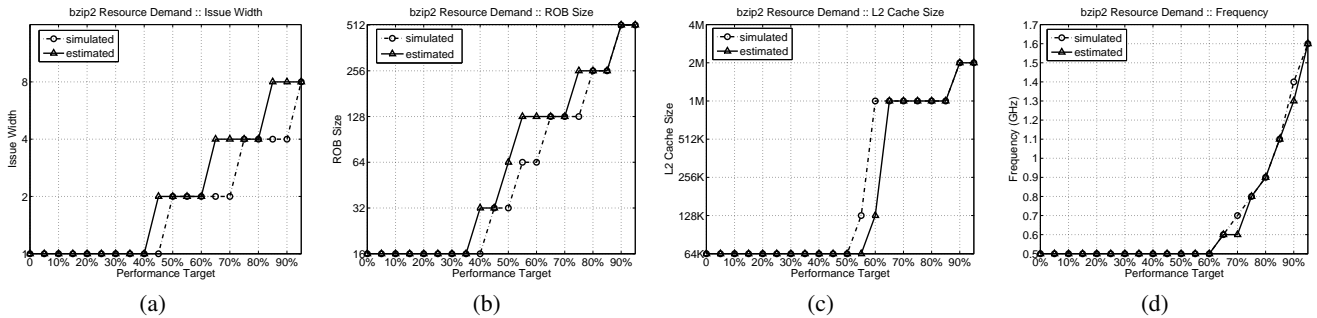 bzip2 Resource Demand :: Issue Width
simulated
estimated
8
4
2
1
Issue Width
0 10% 20% 30% 40% 50% 60% 70% 80% 90%
Performance Target
(a)
bzip2 Resource Demand :: ROB Size
simulated
estimated
512
256
128
64
32
16
ROB Size
0% 10% 20% 30% 40% 50% 60% 70% 80% 90%
Performance Target
(b)
bzip2 Resource Demand :: L2 Cache Size
simulated
estimated
4M
2M
1M
512K
256K
128K
64K
L2 Cache Size
0 10% 20% 30% 40% 50% 60% 70% 80% 90%
Performance Target
(c)
bzip2 Resource Demand :: Frequency
simulated
estimated
1.7
1.6
1.4
1.3
1.2
1.1
1
0.9
0.8
0.7
0.6
0.5
Frequency (GHz)
0% 10% 20% 30% 40% 50% 60% 70% 80% 90%
Performance Target
(d)